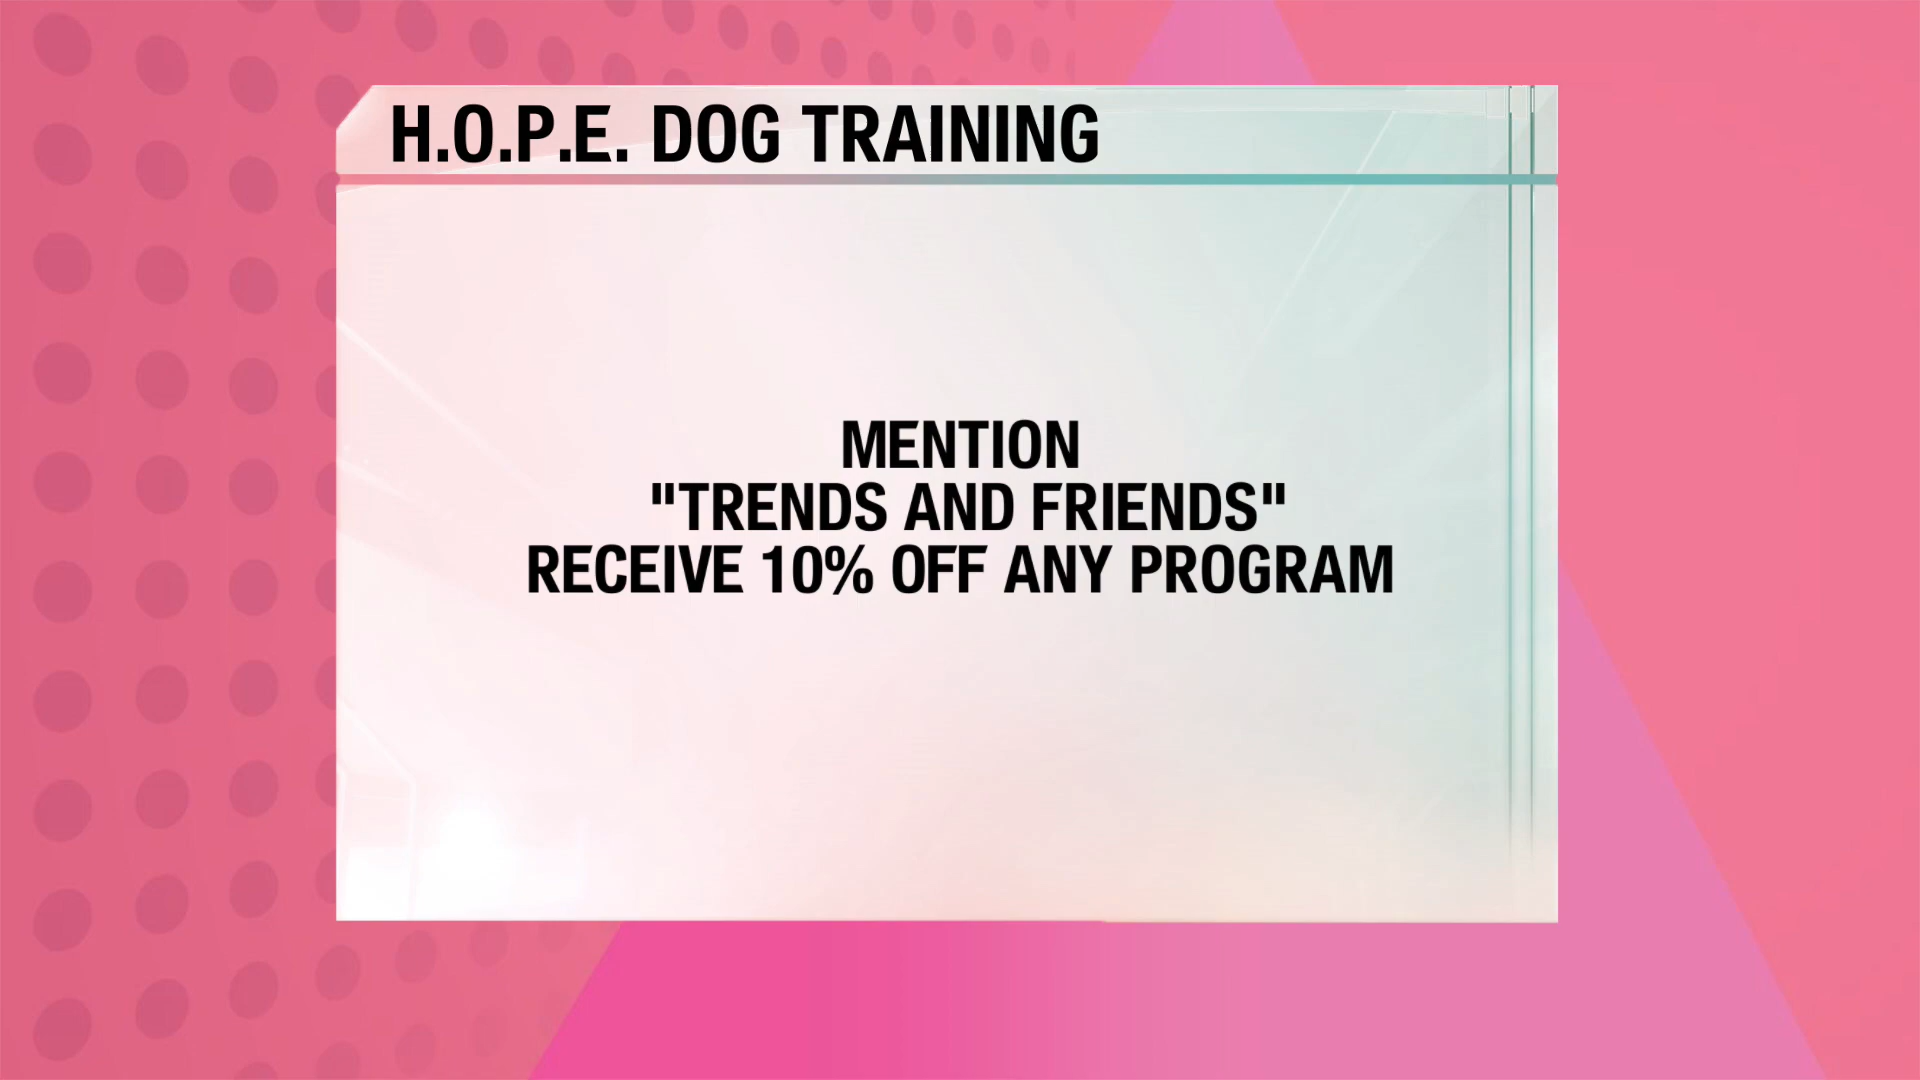 H.O.P.E. DOG TRAINING
MENTION
"TRENDS AND FRIENDS"
RECEIVE 10% OFF ANY PROGRAM